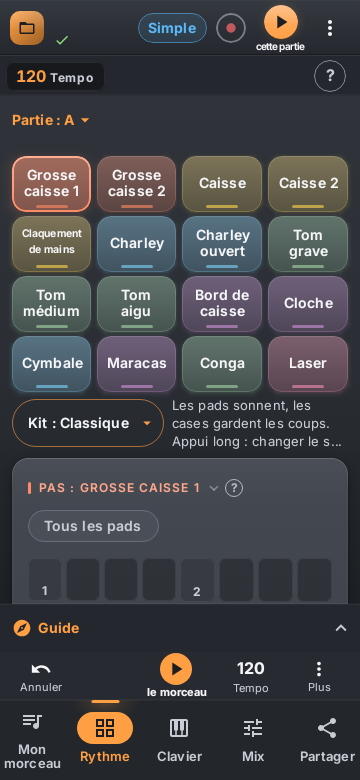 Simple
cette partie
120 Tempo
?
Partie : A
Grosse
caisse 1
Grosse
caisse 2
Caisse
Caisse 2
Claquement
de mains
Charley
Charley
ouvert
Tom
grave
Tom
médium
Tom
aigu
Bord de
caisse
Cloche
Cymbale
Maracas
Conga
Laser
Kit : Classique
Les pads sonnent, les
cases gardent les coups.
Appui long : changer le s...
PAS : GROSSE CAISSE 1
?
Tous les pads
1
2
Guide
Annuler
le morceau
120
Tempo
Plus
Mon
morceau
Rythme
Clavier
Mix
Partager